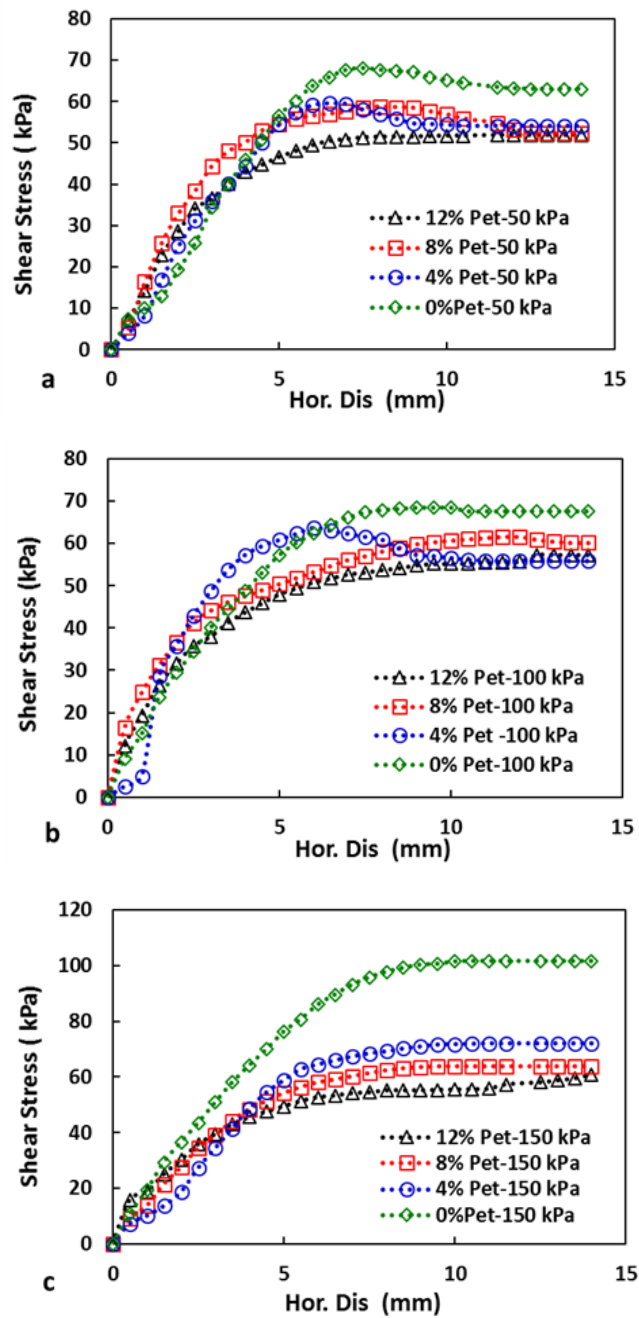 80
70
60
50
40
30
20
10
0
Shear Stress ( kPa)
12% Pet-50 kPa
8% Pet-50 kPa
4% Pet-50 kPa
0%Pet-50 kPa
0 5 10 15
a
Hor. Dis (mm)
80
70
60
50
40
30
20
10
0
Shear Stress (kPa)
12% Pet-100 kPa
8% Pet-100 kPa
4% Pet -100 kPa
0% Pet-100 kPa
0 5 10 15
b
Hor. Dis (mm)
120
100
80
60
40
20
0
Shear Stress ( kPa)
12% Pet-150 kPa
8% Pet-150 kPa
4% Pet-150 kPa
0%Pet-150 kPa
0 5 10 15
c
Hor. Dis (mm)